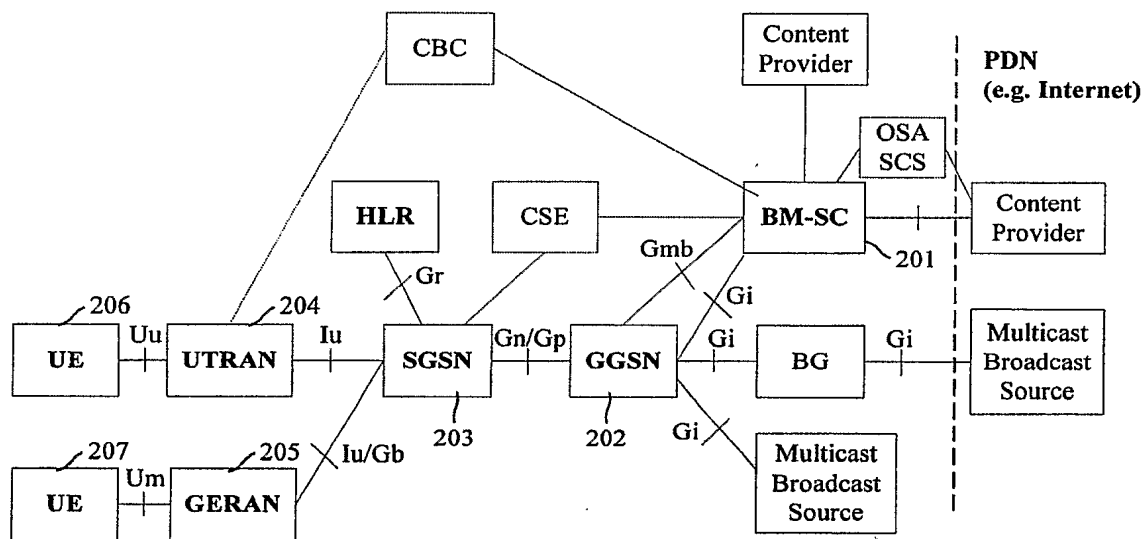 CBC
Content
Provider
PDN
(e.g. Internet)
OSA
SCS
HLR
CSE
BM-SC
Content
Provider
201
Gmb
Gr
Gi
206
204
UE
Uu
UTRAN
Iu
SGSN
Gn/Gp
GGSN
Gi
BG
Gi
Multicast
Broadcast
Source
203
202
Gi
207
205
Iu/Gb
UE
Um
GERAN
Multicast
Broadcast
Source